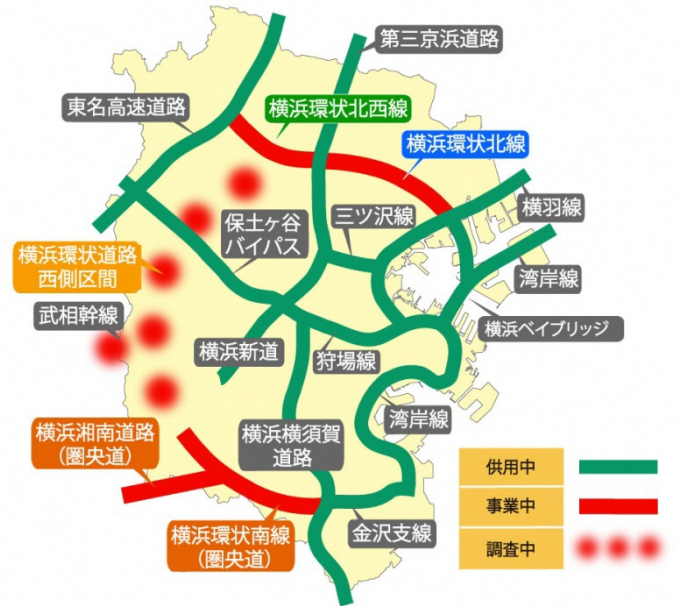 第三京浜道路
東名高速道路
横浜環状北西線
横浜環状北線
保土ヶ谷
バイパス
三ツ沢線
横羽線
横浜環状道路
西側区間
湾岸線
武相幹線
横浜ベイブリッジ
横浜新道
狩場線
湾岸線
横浜湘南道路
(圏央道)
横浜横須賀
道路
横浜環状南線
(圏央道)
金沢支線
供用中
事業中
調査中